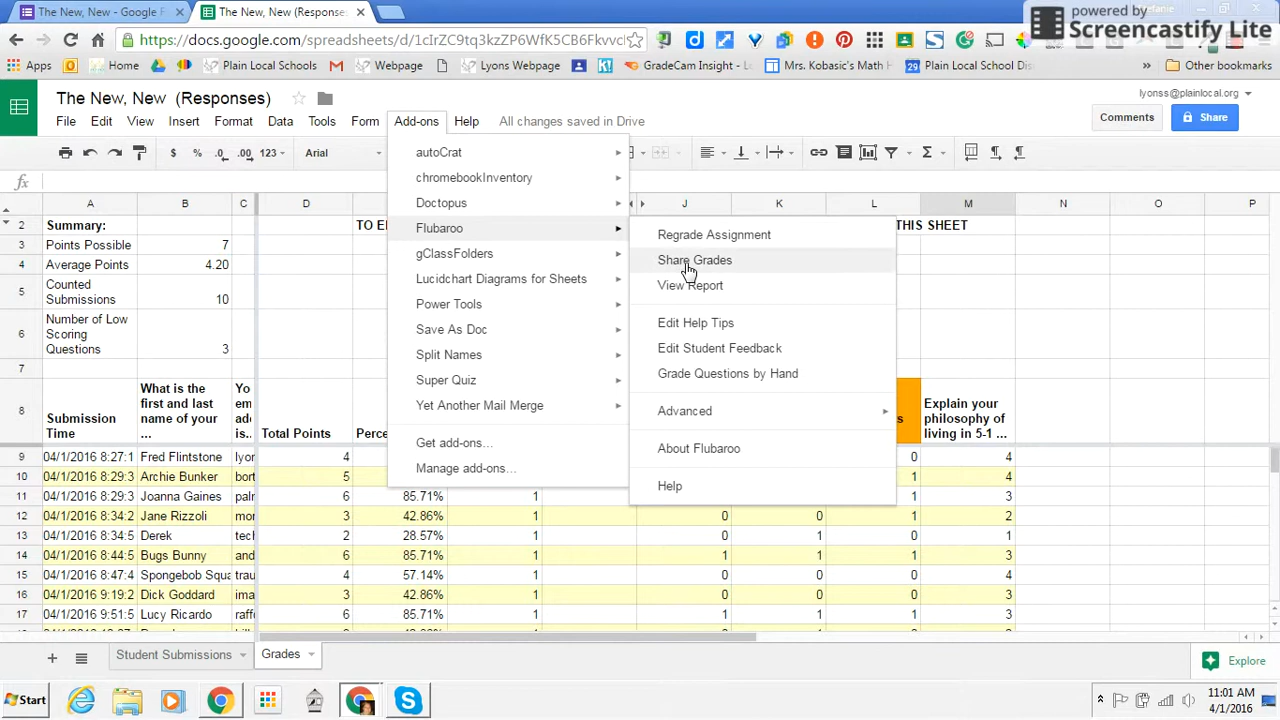 The New, New - Google F
The New, New (Responses
powered by
Screencastify Lite
https://docs.google.com/spre
d/1cIrZC9q3kzZP6WfK5CB6Fkvvcl
Apps
Home
Plain Local Schools
Webpage
Lyons Webpage
GradeCam Insight - L
Mrs. Kobasic's Math
Plain Local School Di
Other bookmarks
The New, New (Responses)
lyonss@plainlocal.org
File Edit View Insert Format Data Tools Form Add-ons Help All changes saved in Drive
Comments
Share
$ % .0 .00 123 Arial
fx
A B C D J K L M N O P
2 Summary: TO E THIS SHEET
3 Points Possible 7
4 Average Points 4.20
5 Counted Submissions 10
6 Number of Low Scoring Questions 3
7
8 Submission Time
What is the first and last name of your ...
Yo em add is..
Total Points
Perce
Explain your philosophy of living in 5-1 ...
9 04/1/2016 8:27:1 Fred Flintstone lyor 4 0 4
10 04/1/2016 8:29:3 Archie Bunker bort 5 1 4
11 04/1/2016 8:29:3 Joanna Gaines palr 6 85.71% 1 1 3
12 04/1/2016 8:34:2 Jane Rizzoli mor 3 42.86% 1 0 0 1 2
13 04/1/2016 8:34:5 Derek tech 2 28.57% 1 0 1 0 1
14 04/1/2016 8:44:5 Bugs Bunny and 6 85.71% 1 1 1 1 3
15 04/1/2016 8:47:4 Spongebob Squa trau 4 57.14% 1 0 0 0 4
16 04/1/2016 9:19:2 Dick Goddard ima 3 42.86% 1 0 0 0 3
17 04/1/2016 9:51:5 Lucy Ricardo raff 6 85.71% 1 1 1 1 3
autoCrat
chromebookInventory
Doctopus
Flubaroo
gClassFolders
Lucidchart Diagrams for Sheets
Power Tools
Save As Doc
Split Names
Super Quiz
Yet Another Mail Merge
Get add-ons...
Manage add-ons...
Regrade Assignment
Share Grades
View Report
Edit Help Tips
Edit Student Feedback
Grade Questions by Hand
Advanced
About Flubaroo
Help
Student Submissions
Grades
Explore
Start
11:01 AM
4/1/2016